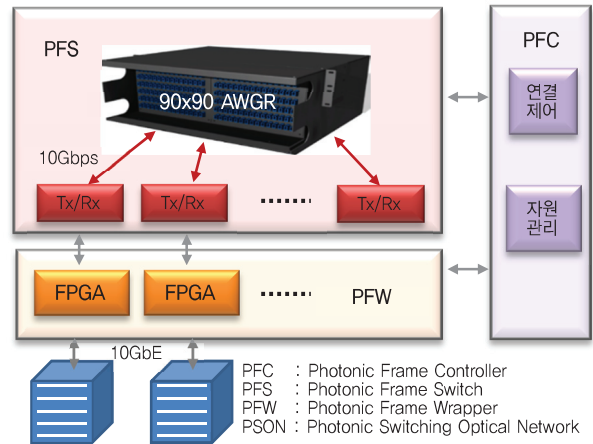 PFS
90x90 AWGR
10Gbps
Tx/Rx
Tx/Rx
Tx/Rx
FPGA
FPGA
PFW
10GbE
PFC
연결
제어
자원
관리
PFC : Photonic Frame Controller
PFS : Photonic Frame Switch
PFW : Photonic Frame Wrapper
PSON : Photonic Switching Optical Network